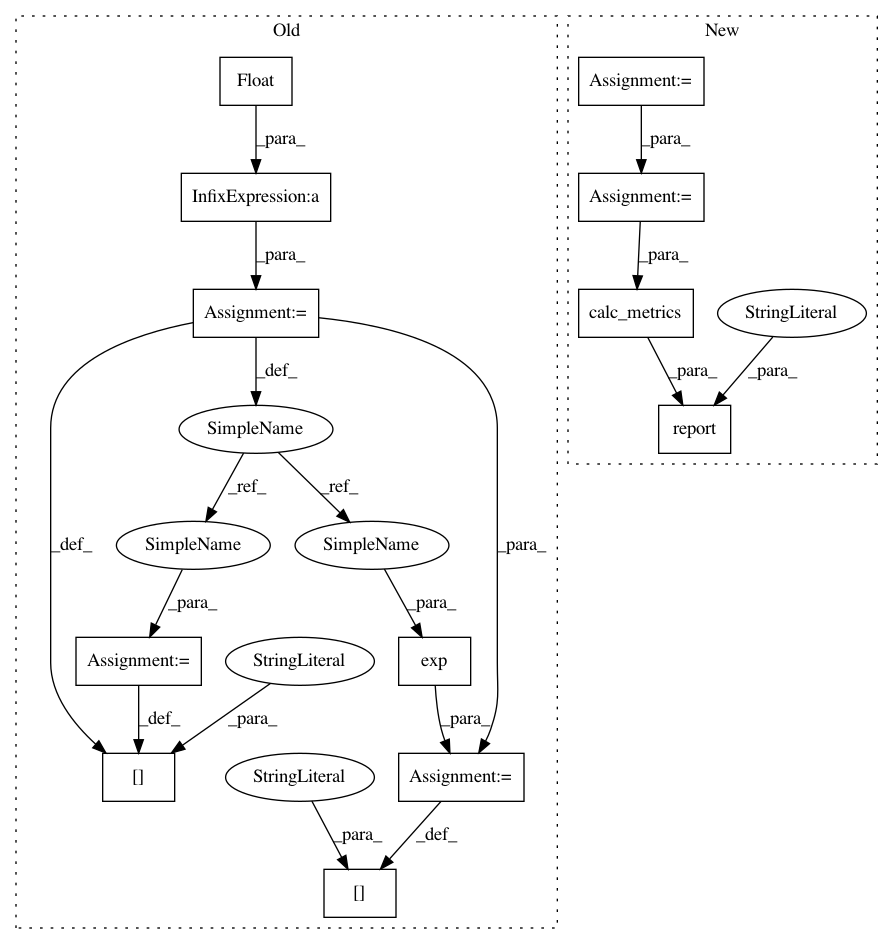 Old
New
Float
Assignment:=
_para_
_para_
InfixExpression:a
Assignment:=
_para_
_para_
Assignment:=
calc_metrics
StringLiteral
_def_
_para_
_para_
SimpleName
report
_ref_
_ref_
_def_
SimpleName
SimpleName
_para_
_para_
_para_
Assignment:=
StringLiteral
exp
_def_
_para_
_para_
[]
StringLiteral
Assignment:=
_para_
_def_
[]